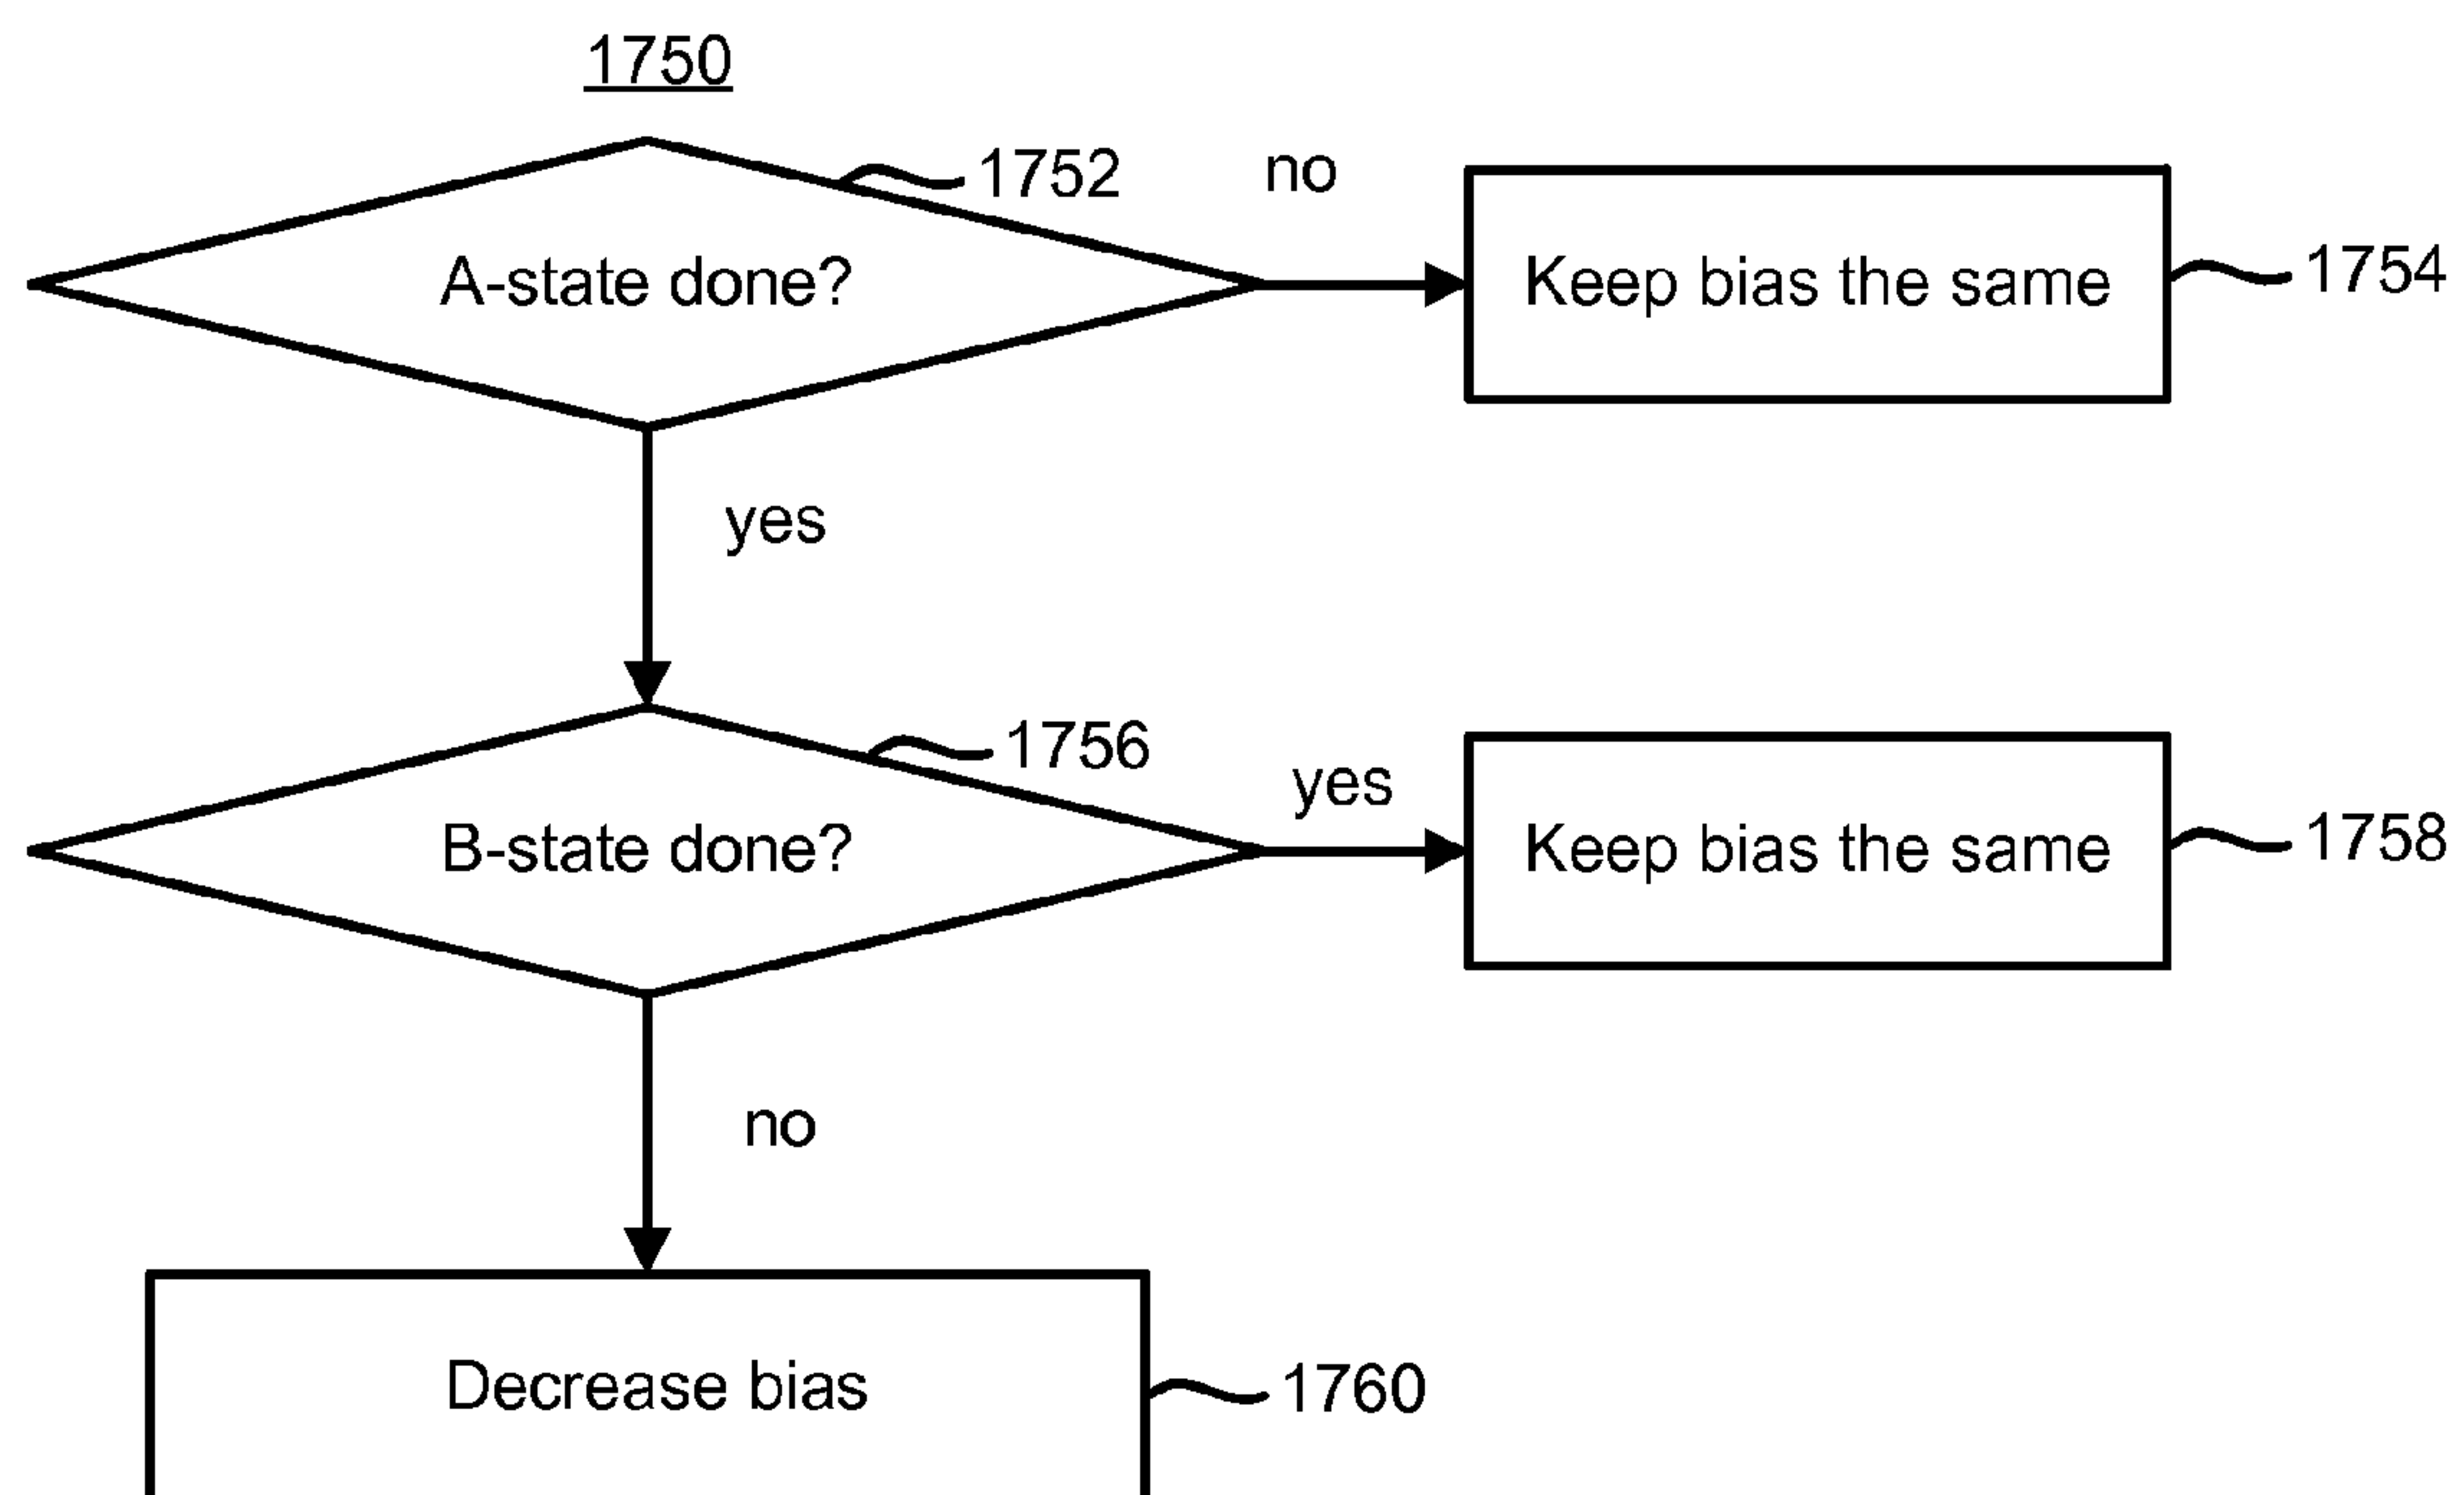 1750
1752
no
A-state done?
Keep bias the same
1754
yes
1756
yes
B-state done?
Keep bias the same
1758
no
Decrease bias
1760